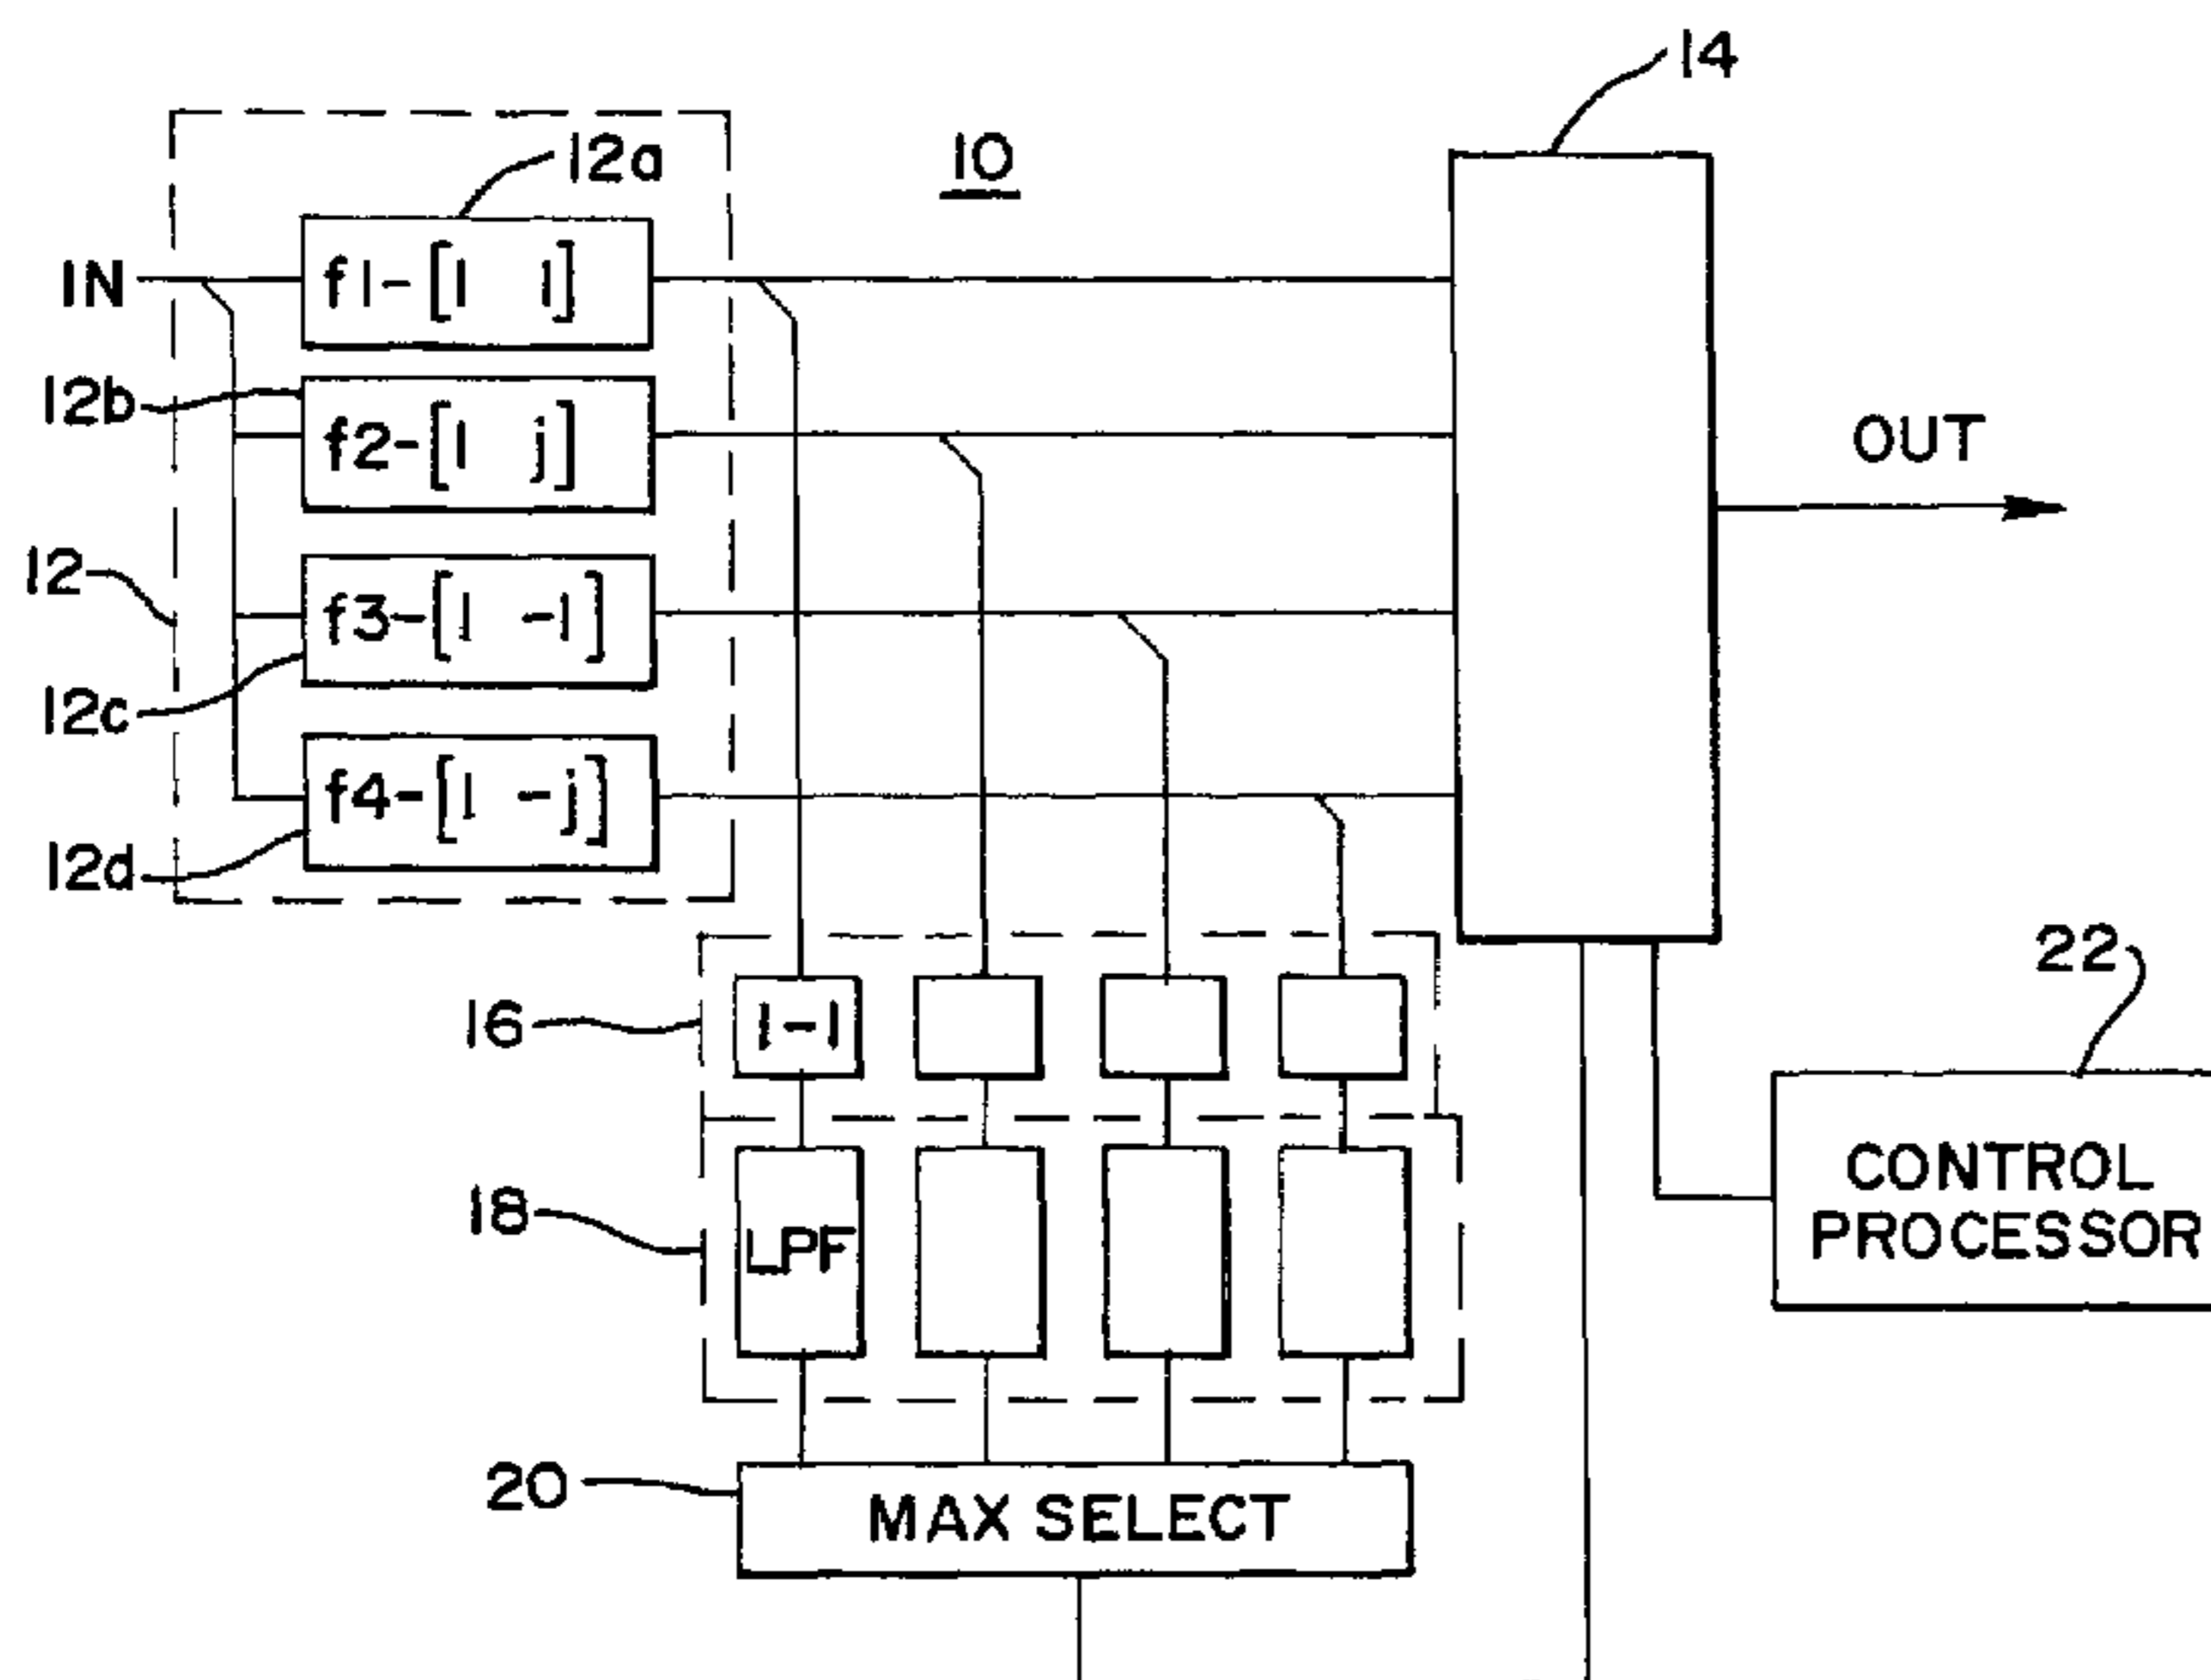 14
12a
10
IN
f1-[1 1]
12b
f2-[1 j]
OUT
12
f3-[1 -1]
12c
f4-[1 -j]
12d
22
16
|-|
CONTROL
PROCESSOR
18
LPF
20
MAX SELECT